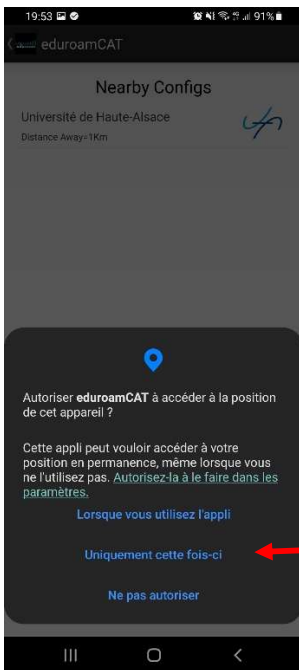 19:53 91%
eduroamCAT
Nearby Configs
Université de Haute-Alsace
Distance Away=1Km
Autoriser eduroamCAT à accéder à la position
de cet appareil ?
Cette appli peut vouloir accéder à votre
position en permanence, même lorsque vous
ne l'utilisez pas. Autorisez-la à le faire dans les
paramètres.
Lorsque vous utilisez l'appli
Uniquement cette fois-ci
Ne pas autoriser